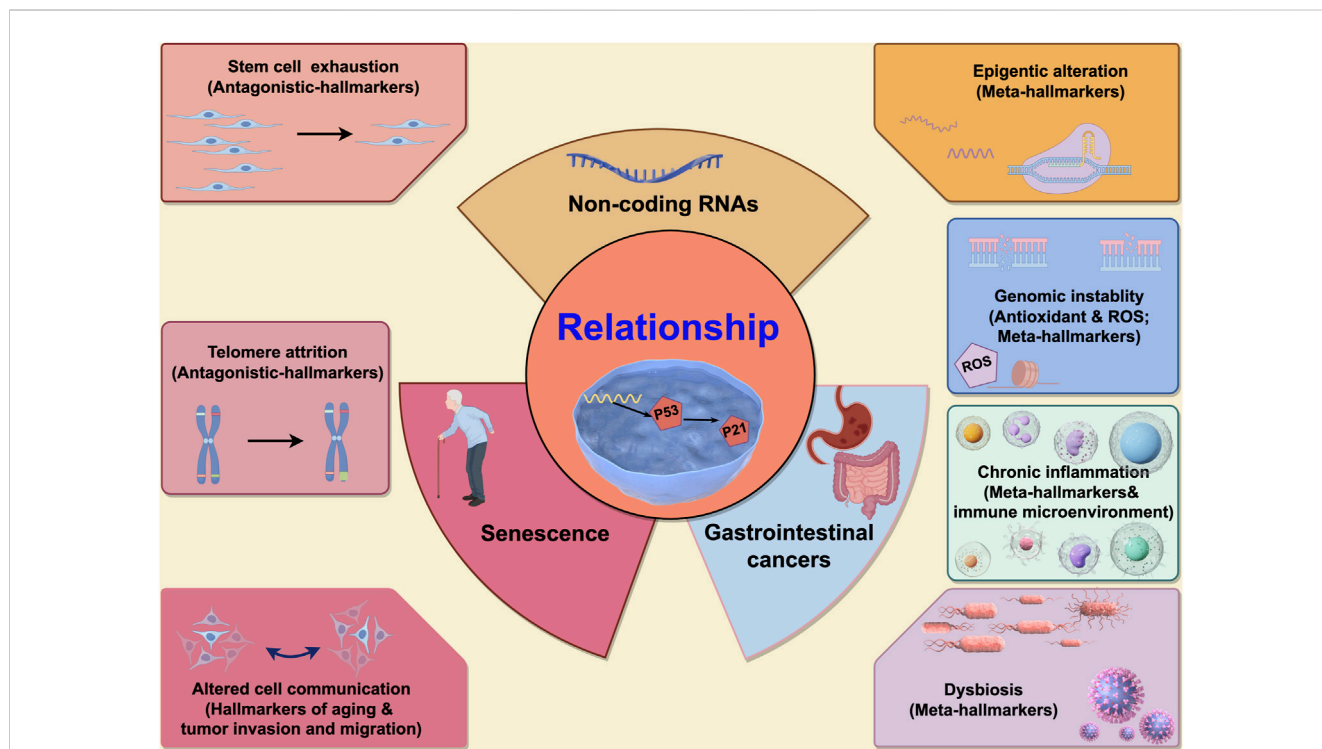 Stem cell exhaustion
(Antagonistic-hallmarkers)
Epigentic alteration
(Meta-hallmarkers)
Non-coding RNAs
Genomic instablity
(Antioxidant & ROS;
Meta-hallmarkers)
ROS
Relationship
P53
P21
Telomere attrition
(Antagonistic-hallmarkers)
Chronic inflammation
(Meta-hallmarkers&
immune microenvironment)
Senescence
Gastrointestinal
cancers
Altered cell communication
(Hallmarkers of aging &
tumor invasion and migration)
Dysbiosis
(Meta-hallmarkers)